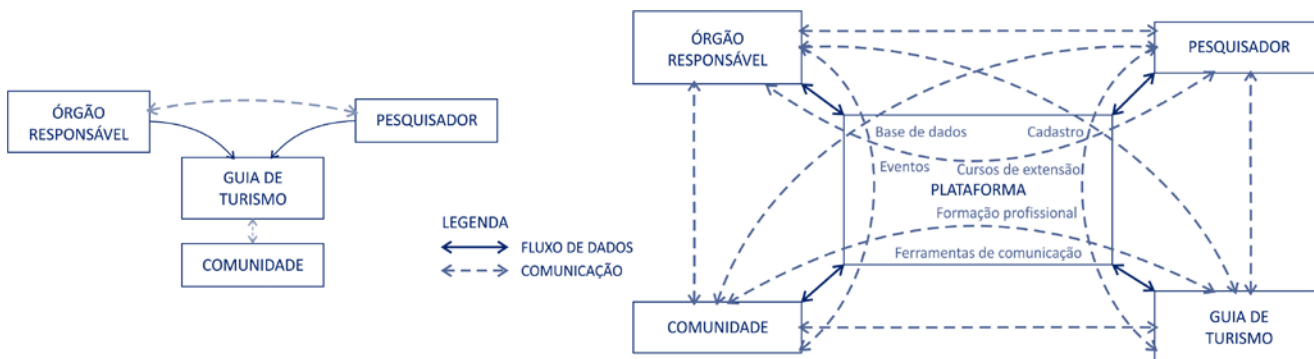 ÓRGÃO
RESPONSÁVEL
PESQUISADOR
GUIA DE
TURISMO
COMUNIDADE
LEGENDA
FLUXO DE DADOS
COMUNICAÇÃO
ÓRGÃO
RESPONSÁVEL
PESQUISADOR
Base de dados
Cadastro
Eventos
Cursos de extensão
PLATAFORMA
Formação profissional
Ferramentas de comunicação
COMUNIDADE
GUIA DE
TURISMO